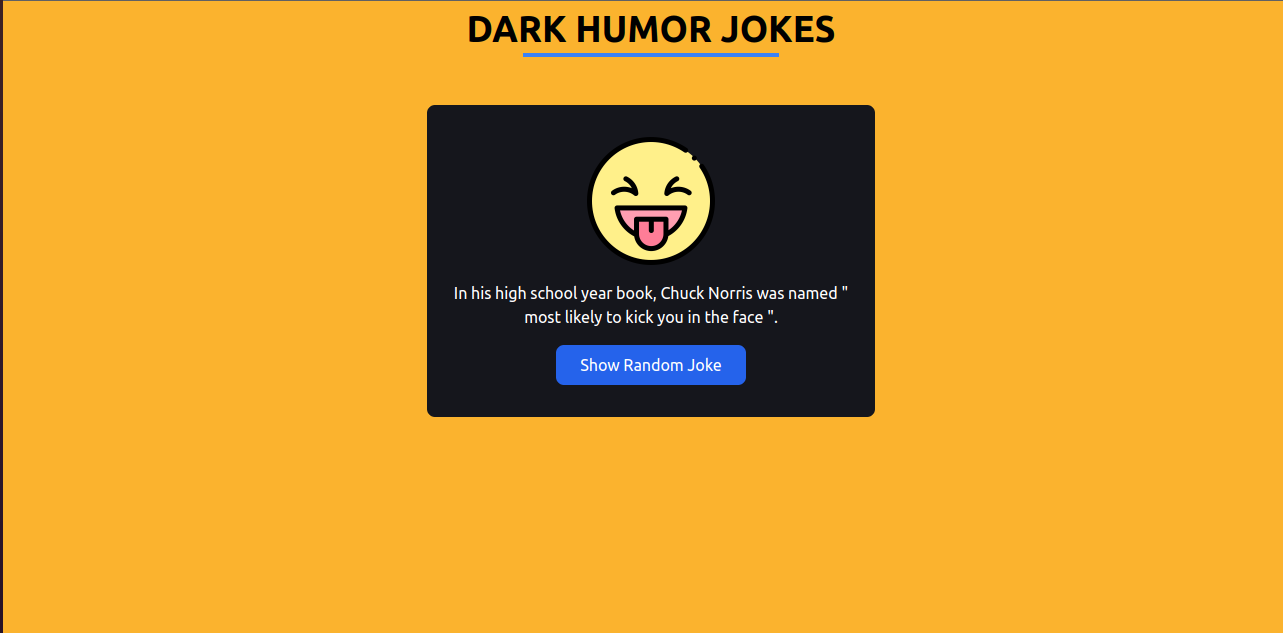 DARK HUMOR JOKES
In his high school year book, Chuck Norris was named "
most likely to kick you in the face ".
Show Random Joke